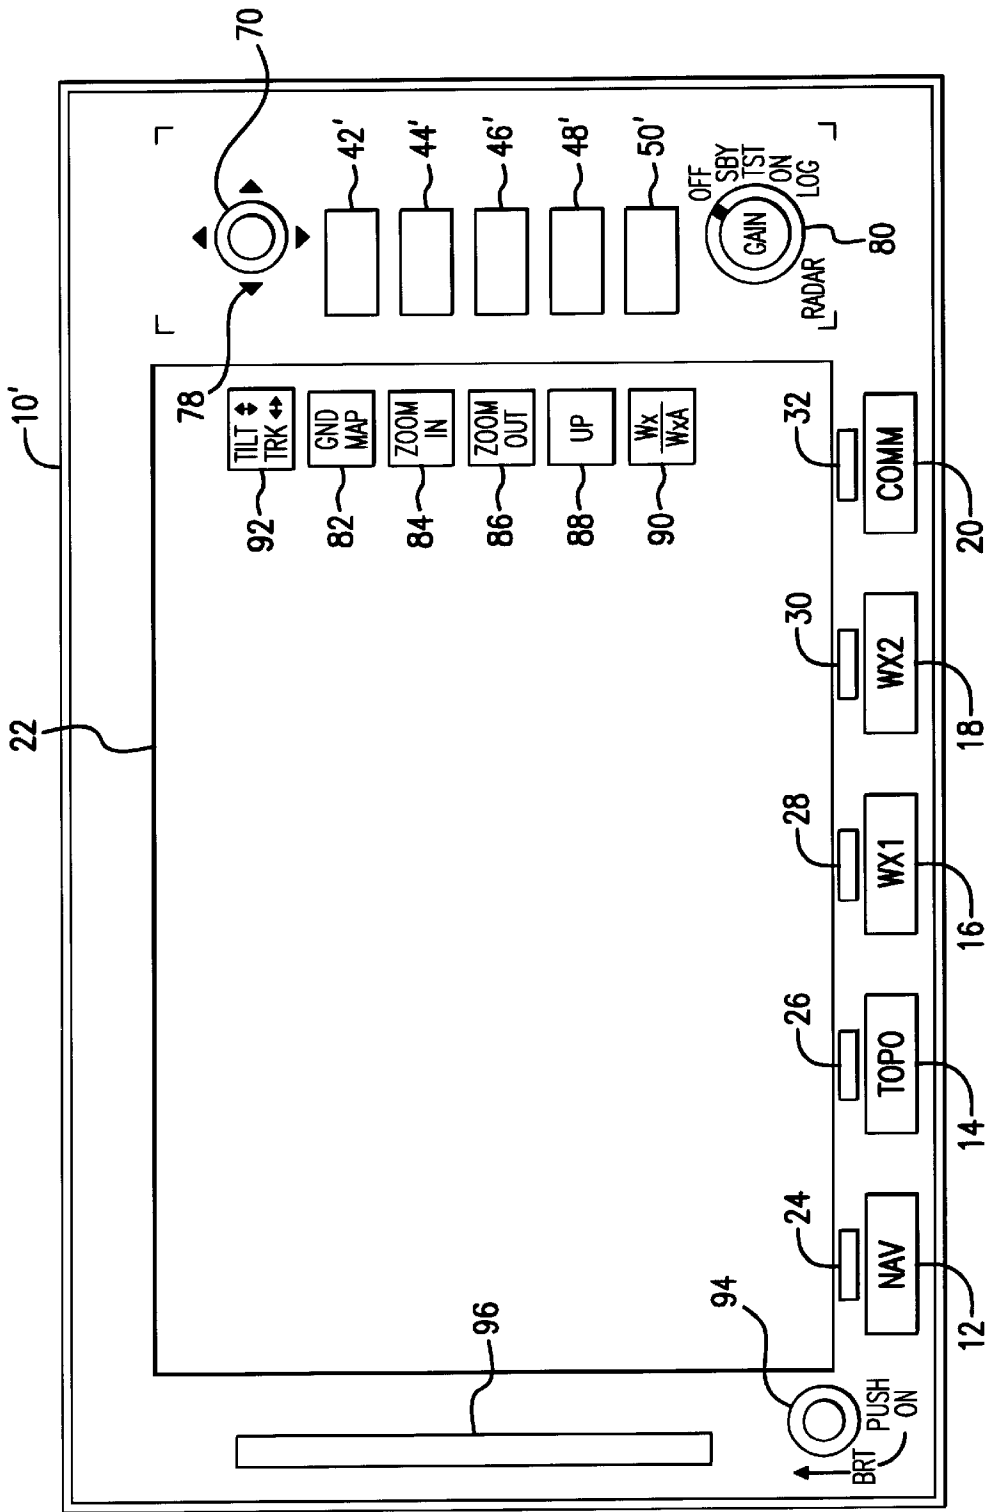 10'
22
70
78
92
TILT
TRK
82
GND
MAP
84
ZOOM
IN
86
ZOOM
OUT
88
UP
90
Wx
WxA
42'
44'
46'
48'
50'
OFF
SBY
TST
ON
LOG
GAIN
RADAR
80
96
94
BRT
PUSH
ON
24
26
28
30
32
NAV
TOPO
WX1
WX2
COMM
12
14
16
18
20